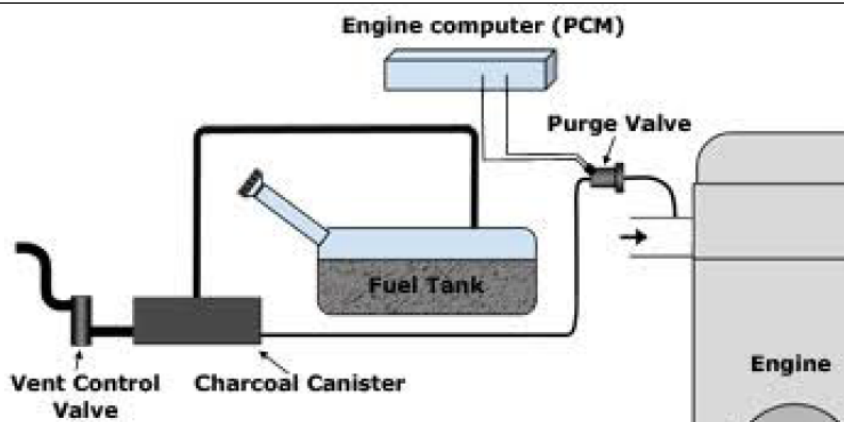 Engine computer (PCM)
Purge Valve
Fuel Tank
Engine
Vent Control
Valve
Charcoal Canister